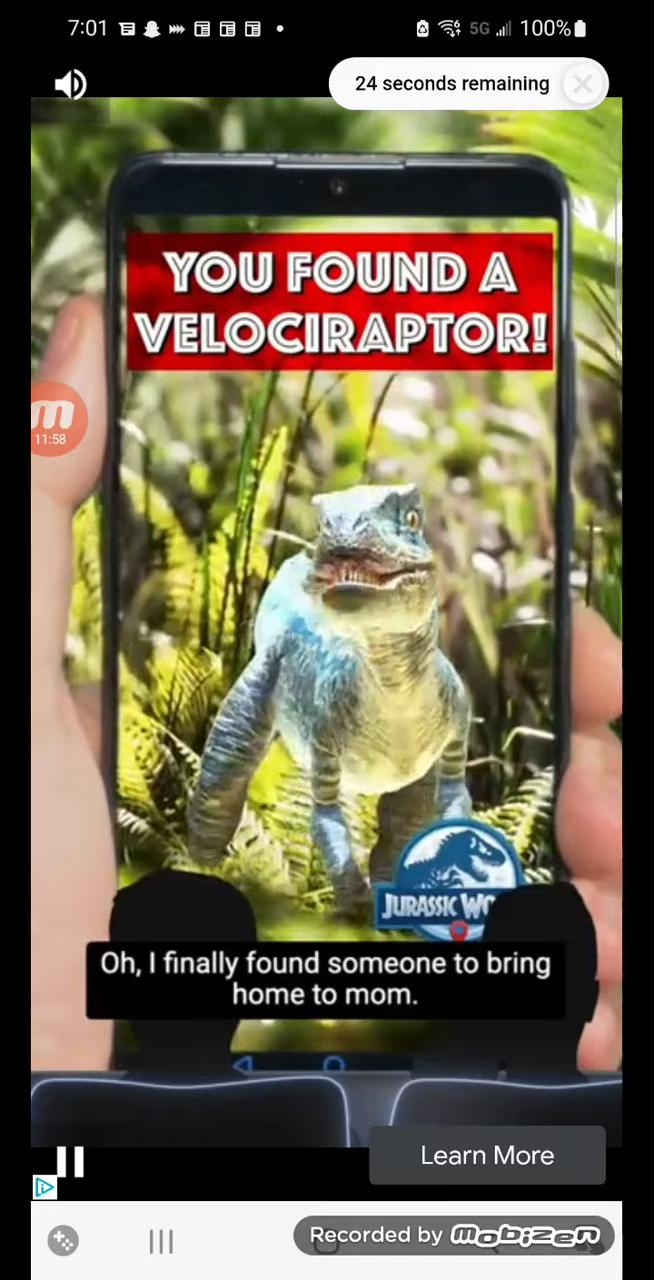 7:01
5G
100%
24 seconds remaining
YOU FOUND A
VELOCIRAPTOR!
11:58
JURASSIC WO
Oh, I finally found someone to bring
home to mom.
Learn More
Recorded by mobizen